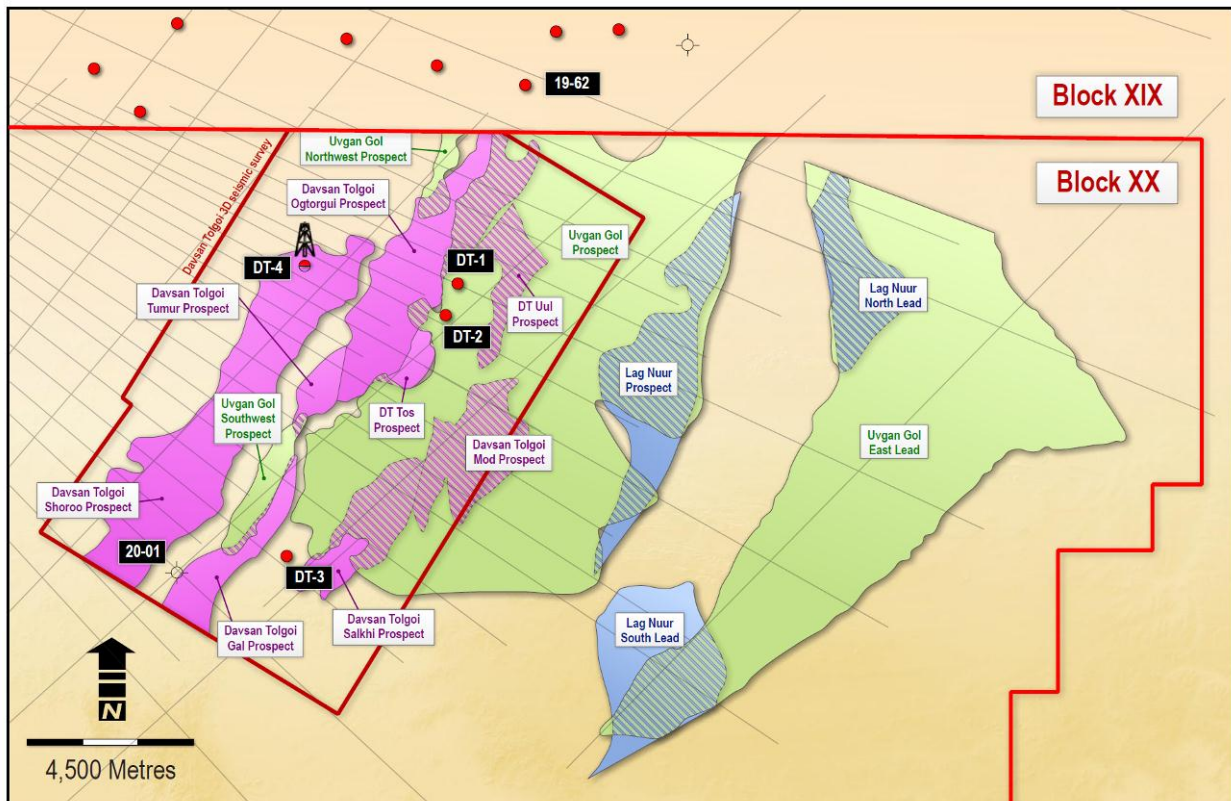 19-62
Block XIX
Block XX
Uvgan Gol
Northwest Prospect
Davsan Tolgoi
Ogtorgui Prospect
Davsan Tolgoi 3D seismic survey
Uvgan Gol
Prospect
DT-1
DT-4
Lag Nuur
North Lead
Davsan Tolgoi
Tumur Prospect
DT Uul
Prospect
DT-2
Lag Nuur
Prospect
Uvgan Gol
Southwest
Prospect
DT Tos
Prospect
Davsan Tolgoi
Mod Prospect
Uvgan Gol
East Lead
Davsan Tolgoi
Shoroo Prospect
20-01
DT-3
Davsan Tolgoi
Gal Prospect
Davsan Tolgoi
Salkhi Prospect
Lag Nuur
South Lead
N
4,500 Metres